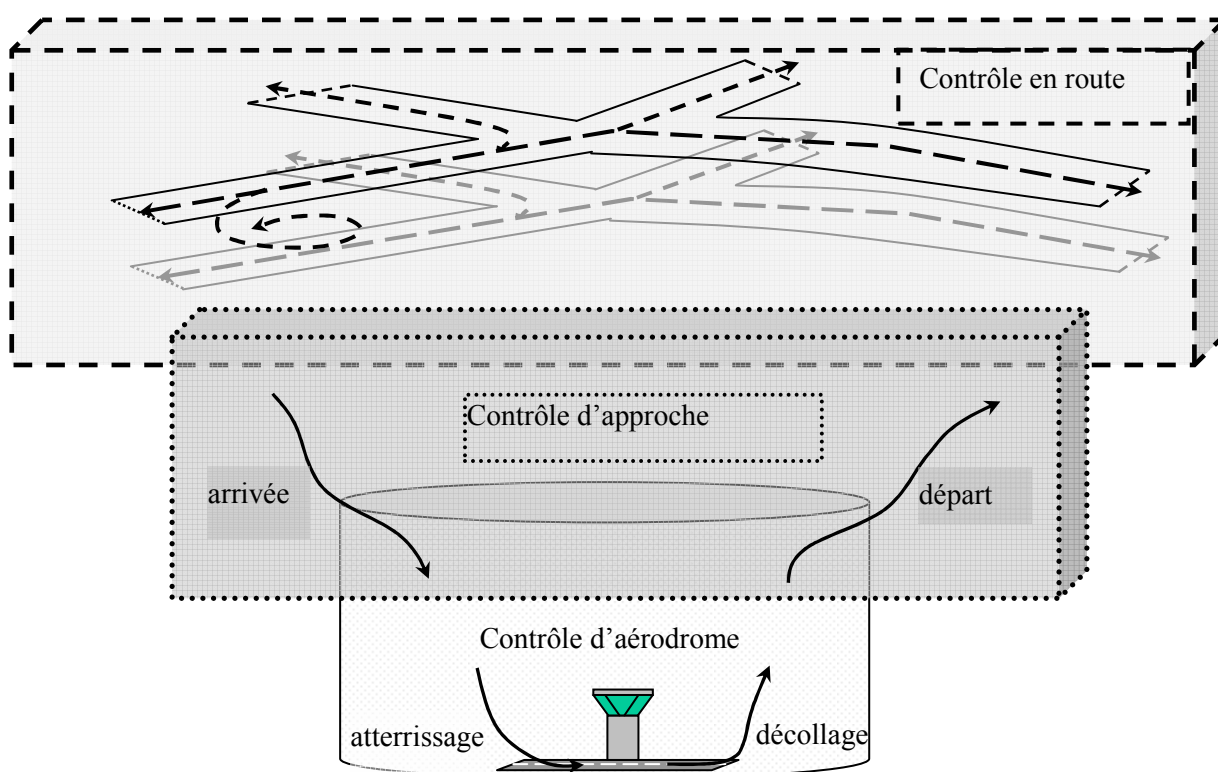 Contrôle en route
Contrôle d’approche
arrivée
départ
Contrôle d’aérodrome
atterrissage
décollage